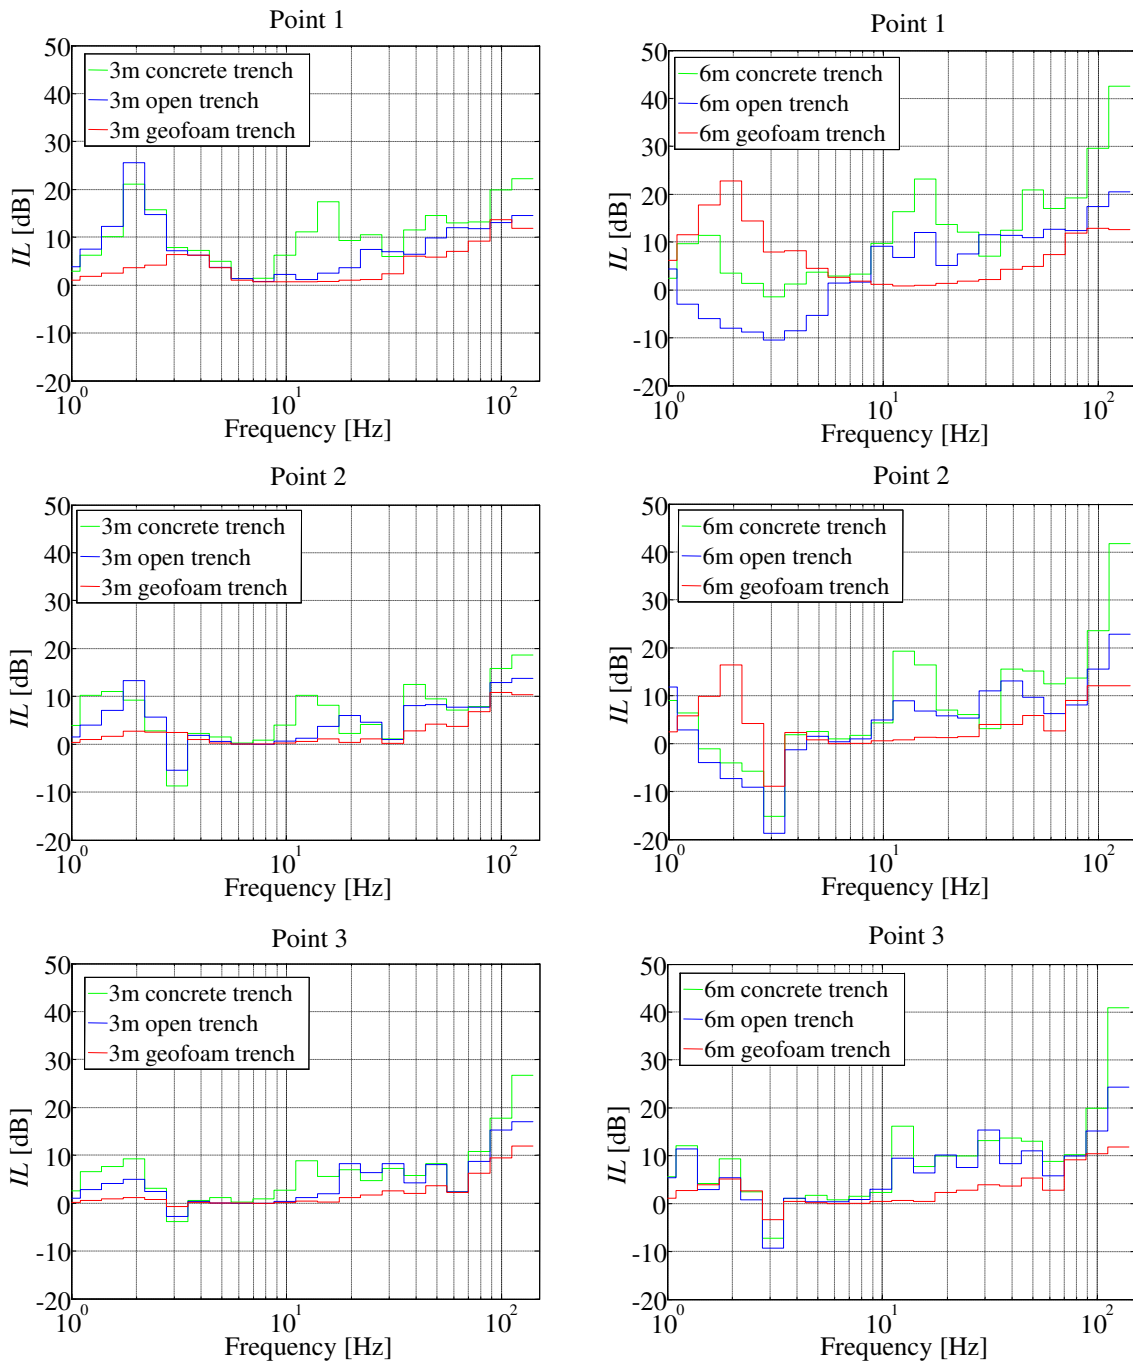 Point 1
50
40
30
20
10
0
-10
-20
IL [dB]
3m concrete trench
3m open trench
3m geofoam trench
10^0
10^1
10^2
Frequency [Hz]
Point 1
50
40
30
20
10
0
-10
-20
IL [dB]
6m concrete trench
6m open trench
6m geofoam trench
10^0
10^1
10^2
Frequency [Hz]
Point 2
50
40
30
20
10
0
-10
-20
IL [dB]
3m concrete trench
3m open trench
3m geofoam trench
10^0
10^1
10^2
Frequency [Hz]
Point 2
50
40
30
20
10
0
-10
-20
IL [dB]
6m concrete trench
6m open trench
6m geofoam trench
10^0
10^1
10^2
Frequency [Hz]
Point 3
50
40
30
20
10
0
-10
-20
IL [dB]
3m concrete trench
3m open trench
3m geofoam trench
10^0
10^1
10^2
Frequency [Hz]
Point 3
50
40
30
20
10
0
-10
-20
IL [dB]
6m concrete trench
6m open trench
6m geofoam trench
10^0
10^1
10^2
Frequency [Hz]